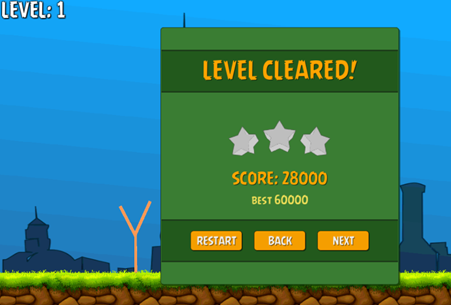 LEVEL: 1
LEVEL CLEARED!
SCORE: 28000
BEST 60000
RESTART BACK NEXT